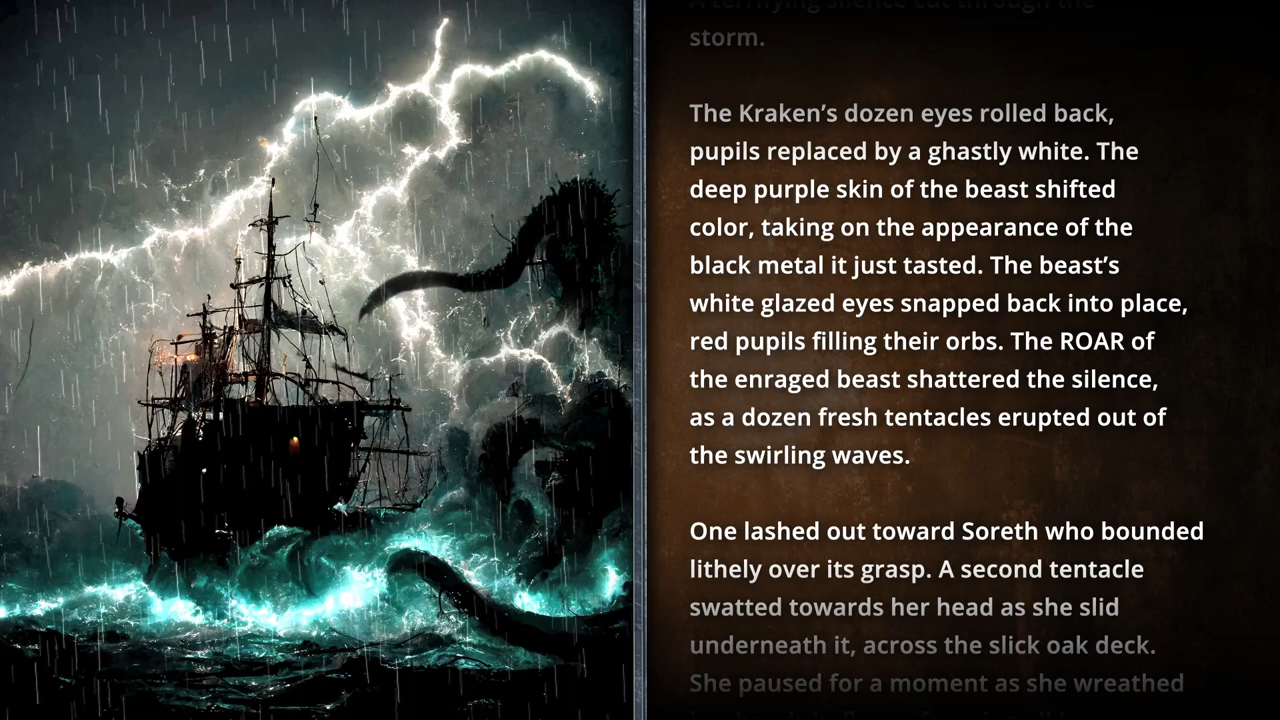 A terrifying silence cut through the
storm.
The Kraken’s dozen eyes rolled back,
pupils replaced by a ghastly white. The
deep purple skin of the beast shifted
color, taking on the appearance of the
black metal it just tasted. The beast’s
white glazed eyes snapped back into place,
red pupils filling their orbs. The ROAR of
the enraged beast shattered the silence,
as a dozen fresh tentacles erupted out of
the swirling waves.
One lashed out toward Soreth who bounded
lithely over its grasp. A second tentacle
swatted towards her head as she slid
underneath it, across the slick oak deck.
She paused for a moment as she wreathed